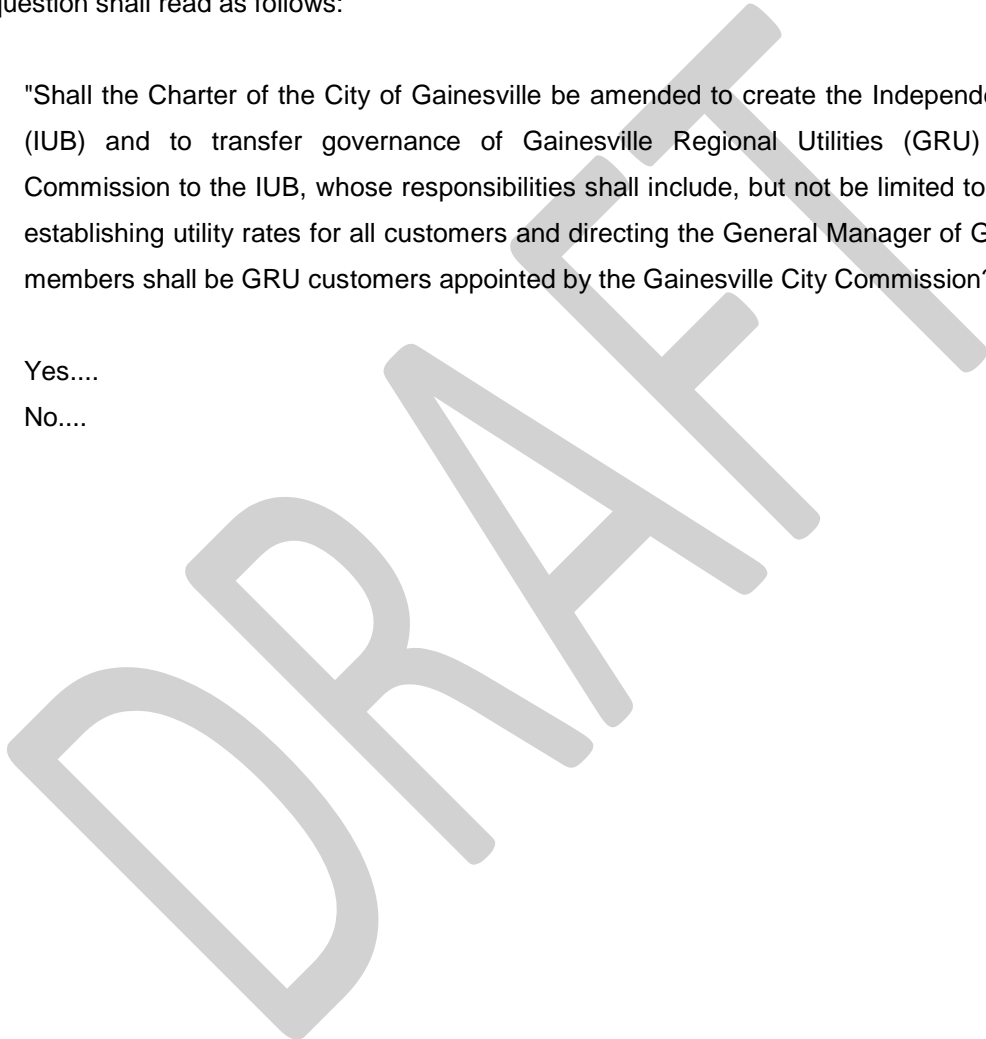 question shall read as follows:
"Shall the Charter of the City of Gainesville be amended to create the
(IUB) and to transfer governance of Gainesville Regional Utilities (GRU)
Commission to the IUB, whose responsibilities shall include, but not be limited to
establishing utility rates for all customers and directing the General Manager of
members shall be GRU customers appointed by the Gainesville City Commission?
Yes....
No....
DRAFT